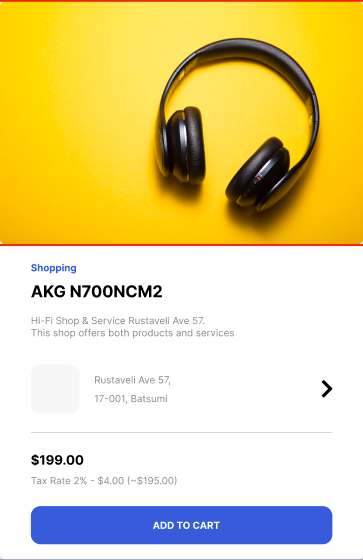 Shopping
AKG N700NCM2
Hi-Fi Shop & Service Rustaveli Ave 57.
This shop offers both products and services
Rustaveli Ave 57,
17-001, Batsumi
$199.00
Tax Rate 2% - $4.00 (~$195.00)
ADD TO CART